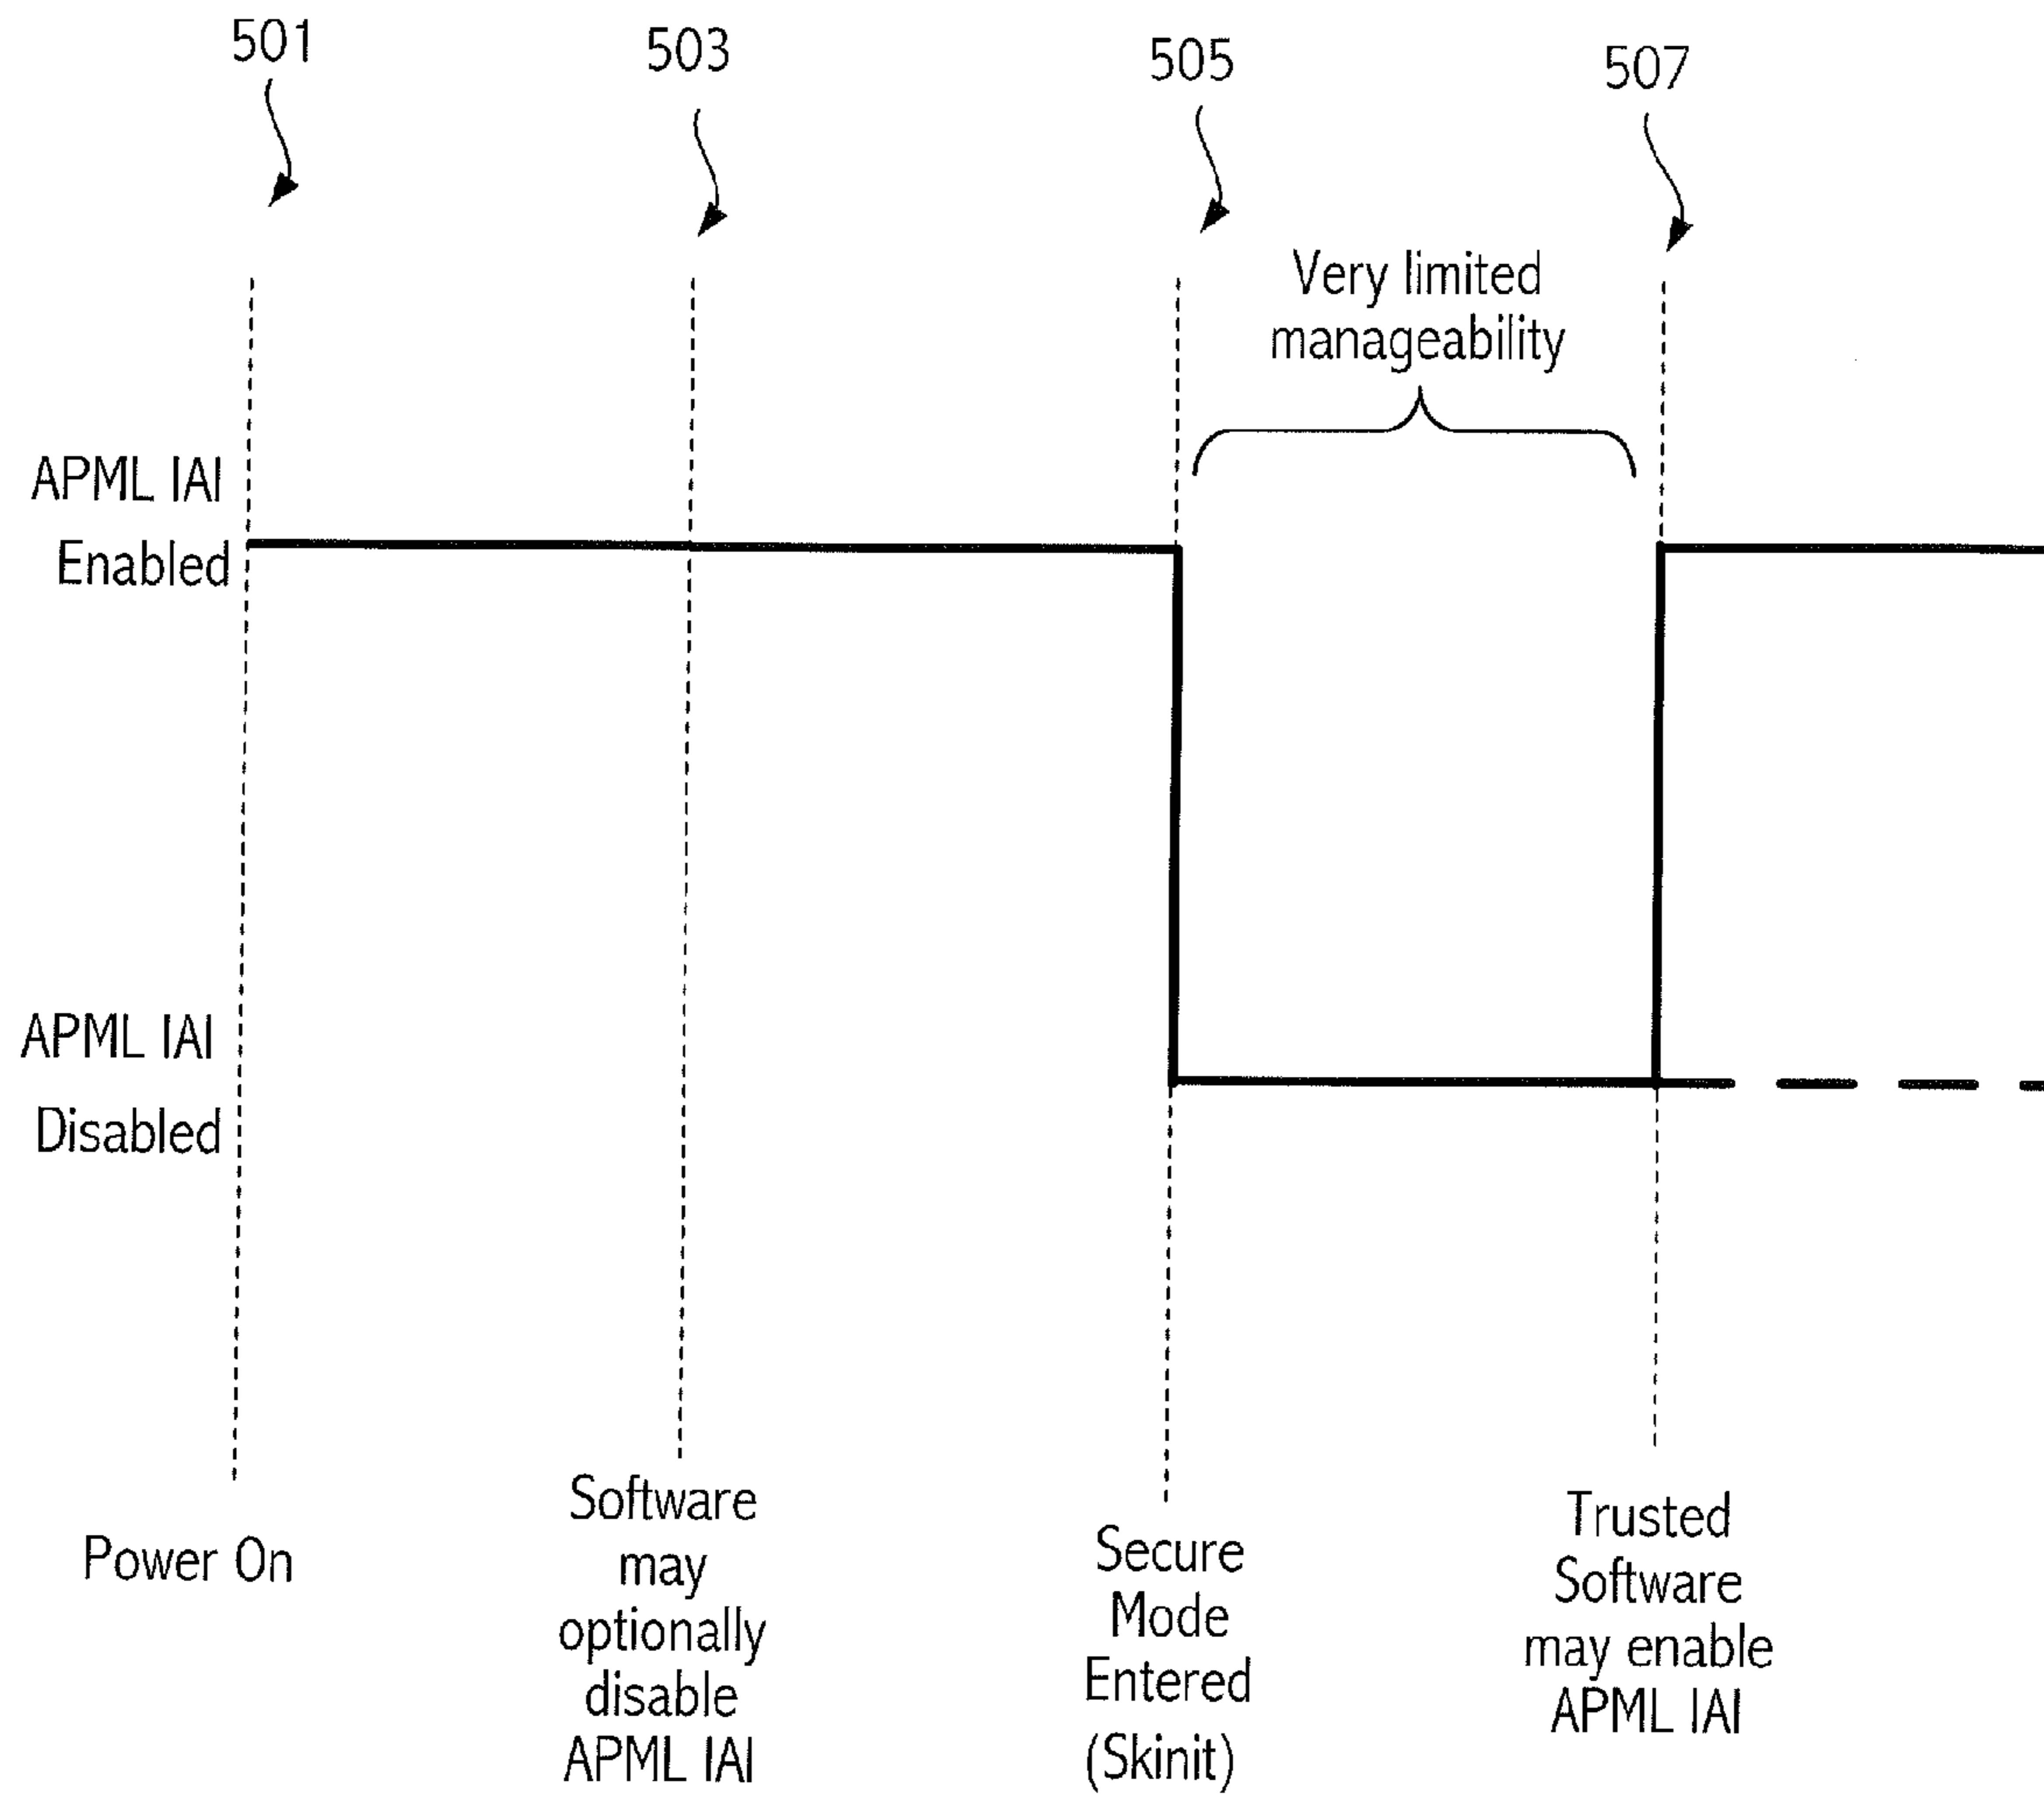 501
503
505
507
Very limited
manageability
APML IAI
Enabled
APML IAI
Disabled
Power On
Software
may
optionally
disable
APML IAI
Secure
Mode
Entered
(Skinit)
Trusted
Software
may enable
APML IAI